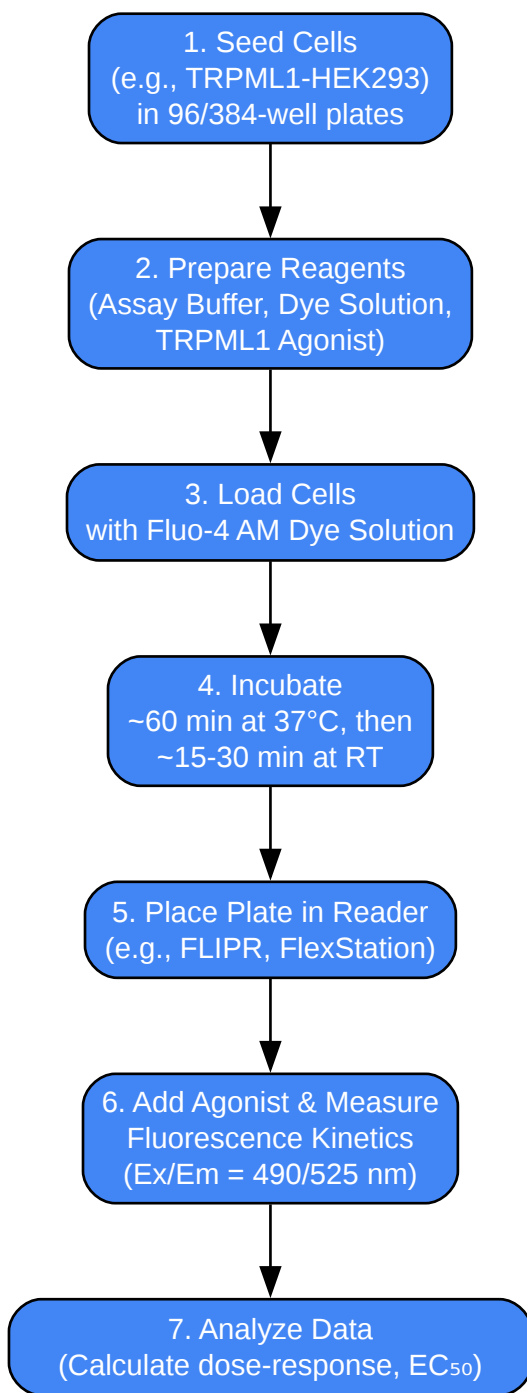 1. Seed Cells
(e.g., TRPML1-HEK293)
in 96/384-well plates
2. Prepare Reagents
(Assay Buffer, Dye Solution,
TRPML1 Agonist)
3. Load Cells
with Fluo-4 AM Dye Solution
4. Incubate
~60 min at 37°C, then
~15-30 min at RT
5. Place Plate in Reader
(e.g., FLIPR, FlexStation)
6. Add Agonist & Measure
Fluorescence Kinetics
(Ex/Em = 490/525 nm)
7. Analyze Data
(Calculate dose-response, EC₅₀)